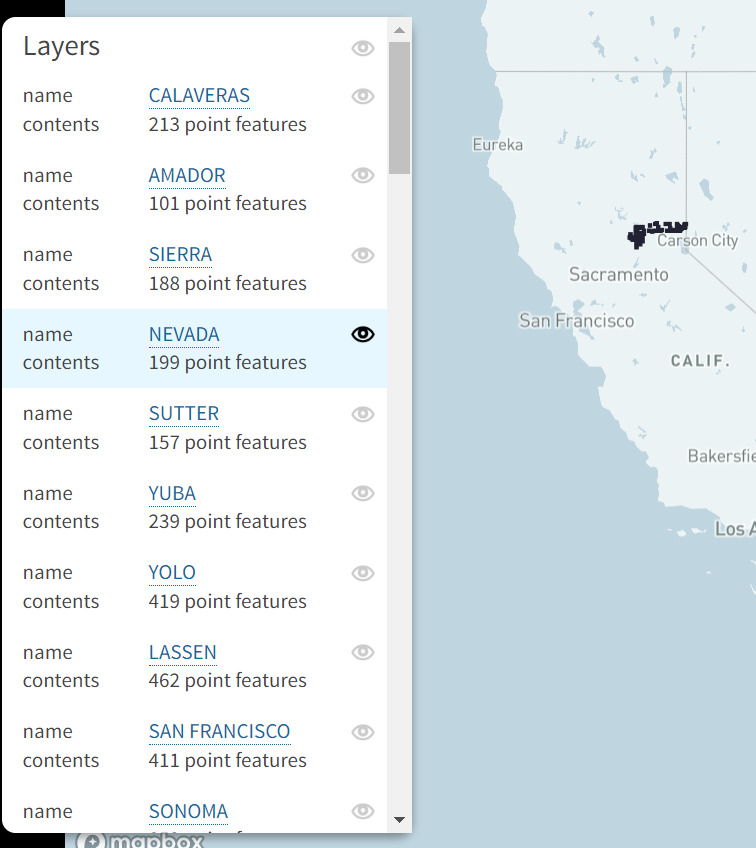 Layers
name CALAVERAS
contents 213 point features
name AMADOR
contents 101 point features
name SIERRA
contents 188 point features
name NEVADA
contents 199 point features
name SUTTER
contents 157 point features
name YUBA
contents 239 point features
name YOLO
contents 419 point features
name LASSEN
contents 462 point features
name SAN FRANCISCO
contents 411 point features
name SONOMA
mapbox
Eureka
Carson City
Sacramento
San Francisco
CALIF.
Bakersfie
Los A